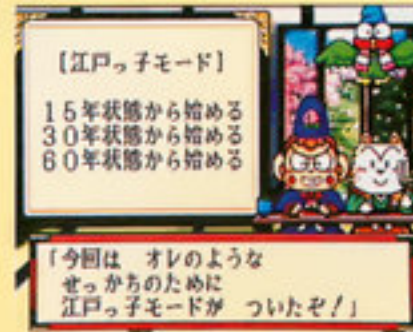 ［江戸っ子モード］
１５年状態から始める
３０年状態から始める
６０年状態から始める
「今回は　オレのような
せっかちのために
江戸っ子モードが　ついたぞ！」